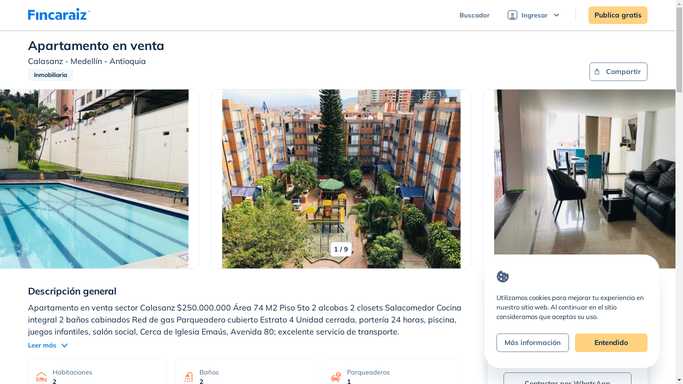 Fincaraiz
Buscador
Ingresar
Publica gratis
Apartamento en venta
Calasanz - Medellín - Antioquia
Inmobiliaria
Compartir
1 / 9
Descripción general
Apartamento en venta sector Calasanz $250.000.000 Área 74 M2 Piso 5to 2 alcobas 2 closets Salacomedor Cocina
integral 2 baños cabinados Red de gas Parqueadero cubierto Estrato 4 Unidad cerrada, portería 24 horas, piscina,
juegos infantiles, salón social, Cerca de Iglesia Emaús, Avenida 80; excelente servicio de transporte.
Leer más
Habitaciones
2
Baños
2
Parqueaderos
1
Utilizamos cookies para mejorar tu experiencia en
nuestro sitio web. Al continuar en el sitio
consideramos que aceptas su uso.
Más información
Entendido
Contactar por WhatsApp